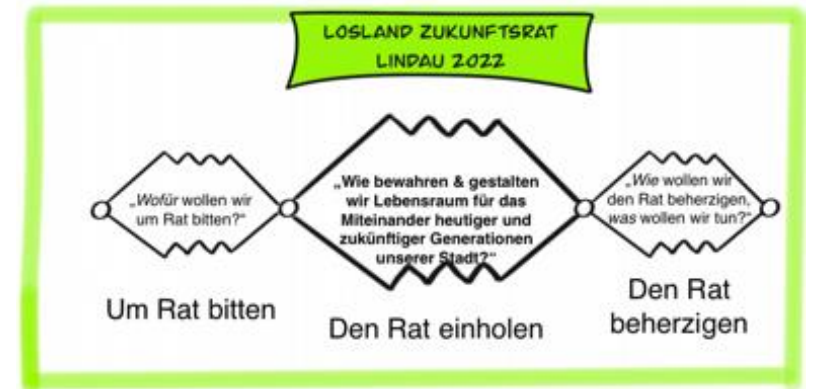 LOSLAND ZUKUNFTSRAT
LINDAU 2022
„Wofür wollen wir
um Rat bitten?“
„Wie bewahren & gestalten
wir Lebensraum für das
Miteinander heutiger und
zukünftiger Generationen
unserer Stadt?“
„Wie wollen wir
den Rat beherzigen,
was wollen wir tun?“
Um Rat bitten
Den Rat einholen
Den Rat
beherzigen